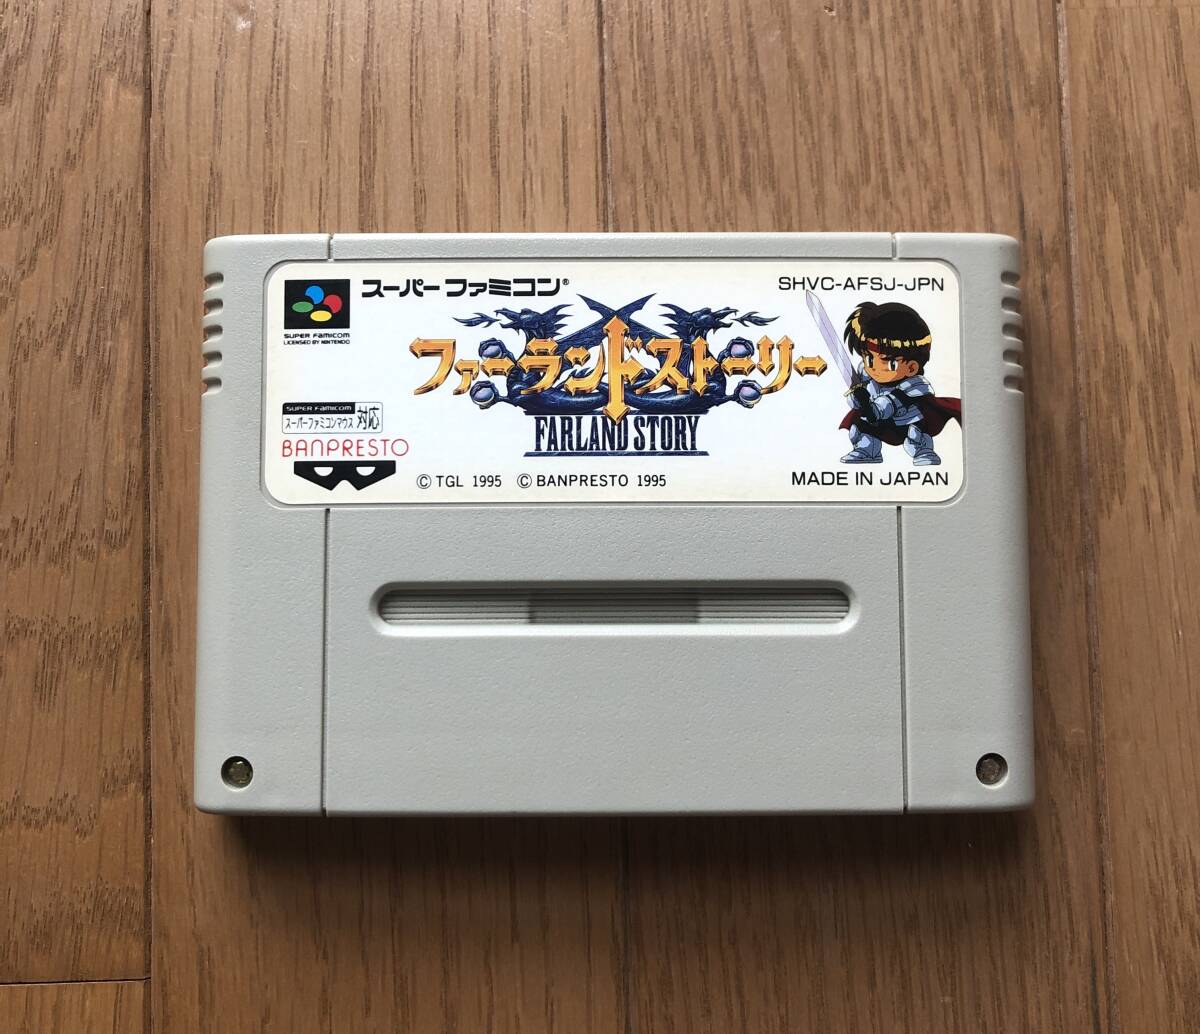 スーパーファミコン®
SHVC-AFSJ-JPN
SUPER FAMICOM
LICENSED BY NINTENDO
ファーランドストーリー
FARLAND STORY
SUPER FAMICOM
スーパーファミコンマウス 対応
BANPRESTO
© TGL 1995 © BANPRESTO 1995
MADE IN JAPAN